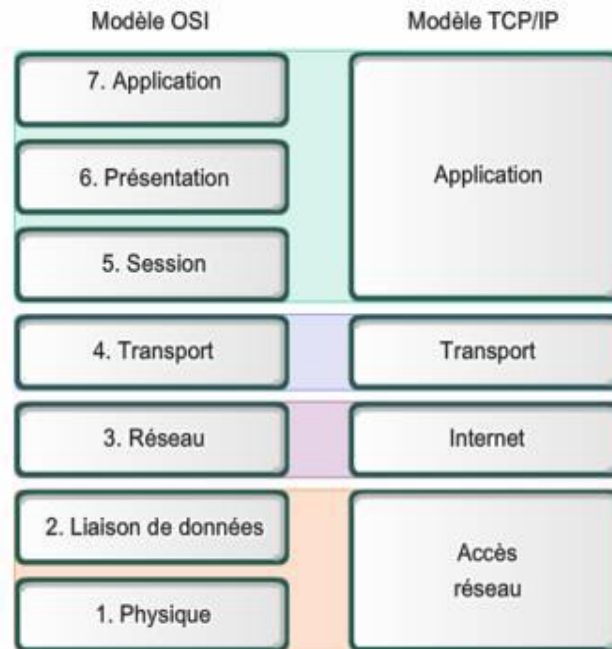 Modèle OSI
Modèle TCP/IP
7. Application
6. Présentation
5. Session
Application
4. Transport
Transport
3. Réseau
Internet
2. Liaison de données
1. Physique
Accès
réseau